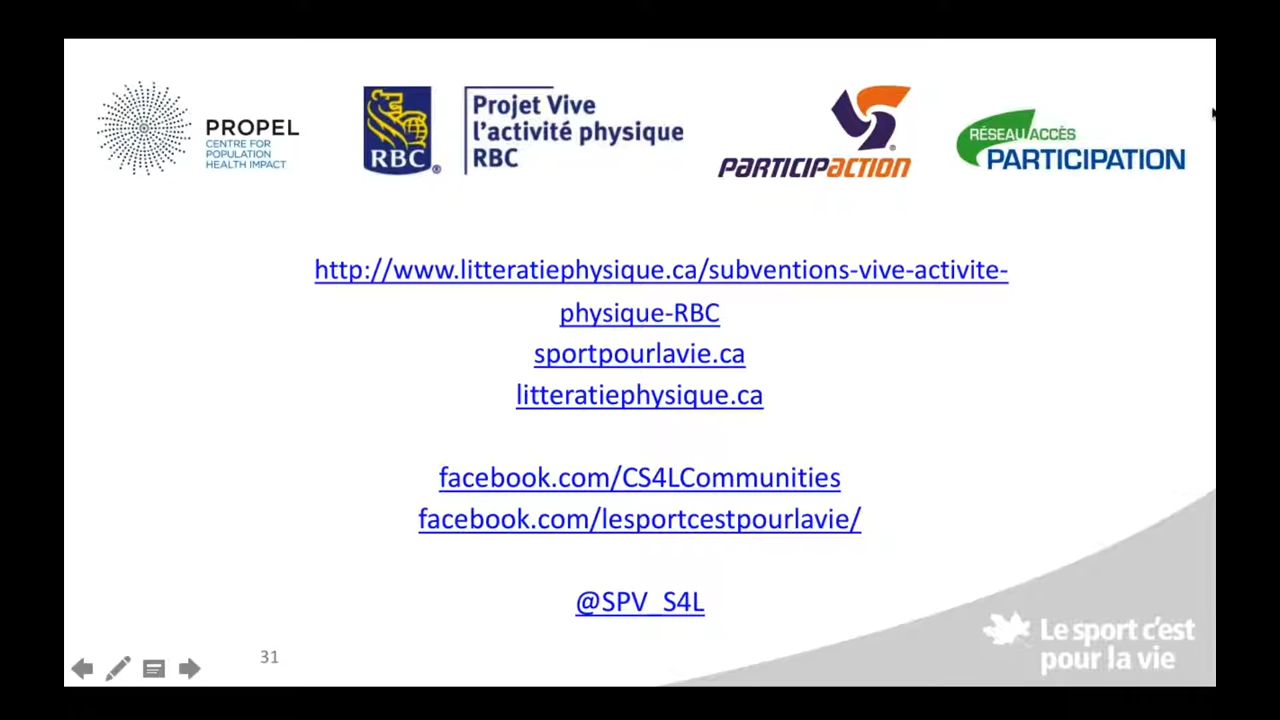 PROPEL
CENTRE FOR
POPULATION
HEALTH IMPACT
RBC®
Projet Vive
l'activité physique
RBC
PARTICIPACTION®
RÉSEAU ACCÈS
PARTICIPATION
http://www.litteratiephysique.ca/subventions-vive-activite-
physique-RBC
sportpourlavie.ca
litteratiephysique.ca
facebook.com/CS4LCommunities
facebook.com/lesportcestpourlavie/
@SPV_S4L
Le sport c'est
pour la vie
31